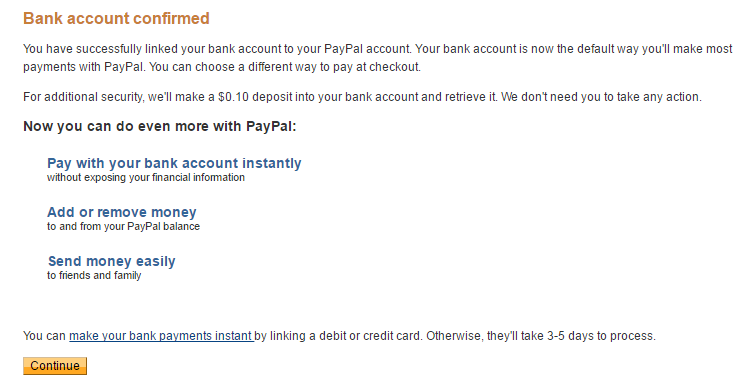 Bank account confirmed
You have successfully linked your bank account to your PayPal account. Your bank account is now the default way you'll make most
payments with PayPal. You can choose a different way to pay at checkout.
For additional security, we'll make a $0.10 deposit into your bank account and retrieve it. We don't need you to take any action.
Now you can do even more with PayPal:
Pay with your bank account instantly
without exposing your financial information
Add or remove money
to and from your PayPal balance
Send money easily
to friends and family
You can make your bank payments instant by linking a debit or credit card. Otherwise, they'll take 3-5 days to process.
Continue